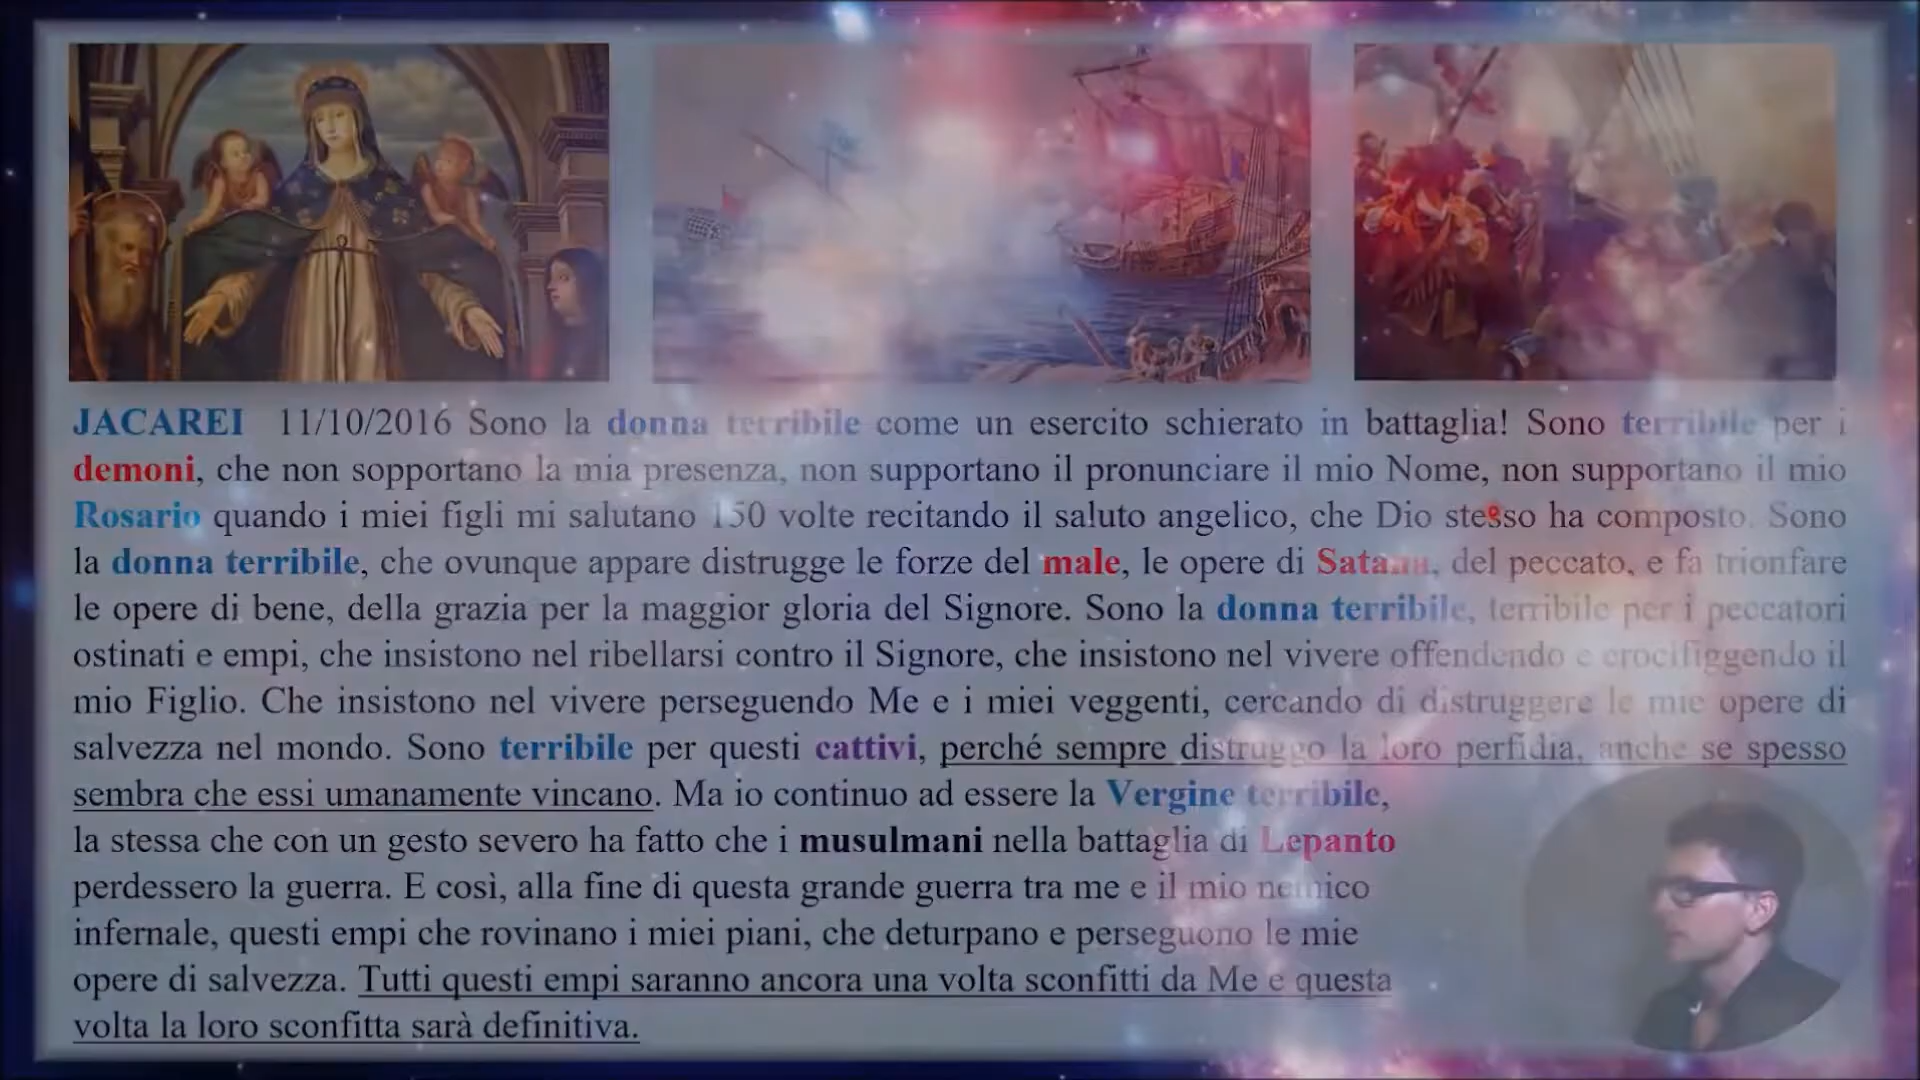 JACAREI 11/10/2016 Sono la donna terribile come un esercito schierato in battaglia! Sono terribile per i
demoni, che non sopportano la mia presenza, non supportano il pronunciare il mio Nome, non supportano il mio
Rosario quando i miei figli mi salutano 150 volte recitando il saluto angelico, che Dio stesso ha composto. Sono
la donna terribile, che ovunque appare distrugge le forze del male, le opere di Satana, del peccato, e fa trionfare
le opere di bene, della grazia per la maggior gloria del Signore. Sono la donna terribile, terribile per i peccatori
ostinati e empi, che insistono nel ribellarsi contro il Signore, che insistono nel vivere offendendo e crocifiggendo il
mio Figlio. Che insistono nel vivere perseguendo Me e i miei veggenti, cercando di distruggere le mie opere di
salvezza nel mondo. Sono terribile per questi cattivi, perché sempre distruggo la loro perfidia, anche se spesso
sembra che essi umanamente vincano. Ma io continuo ad essere la Vergine terribile,
la stessa che con un gesto severo ha fatto che i musulmani nella battaglia di Lepanto
perdessero la guerra. E così, alla fine di questa grande guerra tra me e il mio nemico
infernale, questi empi che rovinano i miei piani, che deturpano e perseguono le mie
opere di salvezza. Tutti questi empi saranno ancora una volta sconfitti da Me e questa
volta la loro sconfitta sarà definitiva.